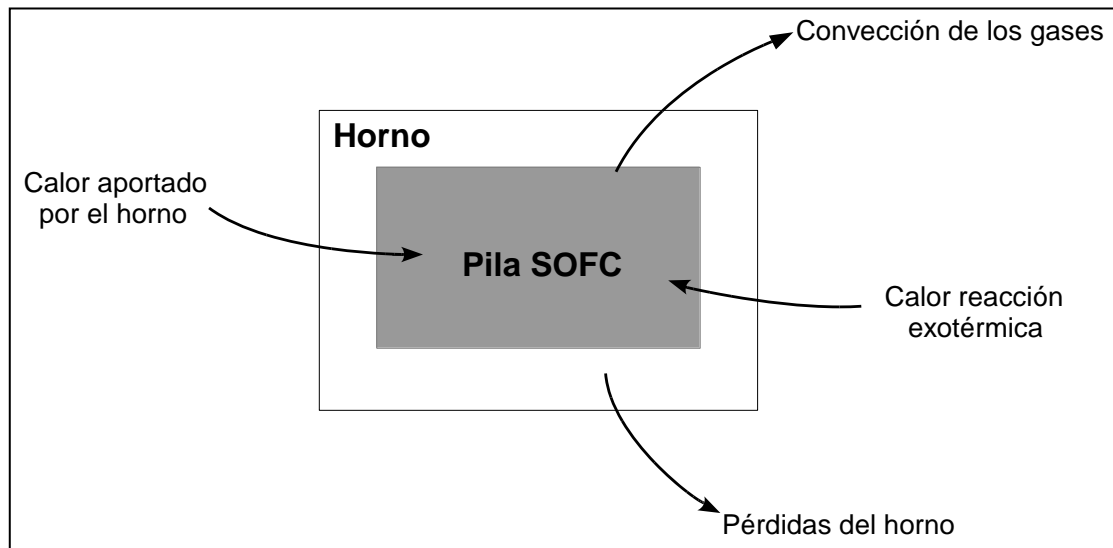 Convección de los gases
Horno
Calor aportado
por el horno
Pila SOFC
Calor reacción
exotérmica
Pérdidas del horno